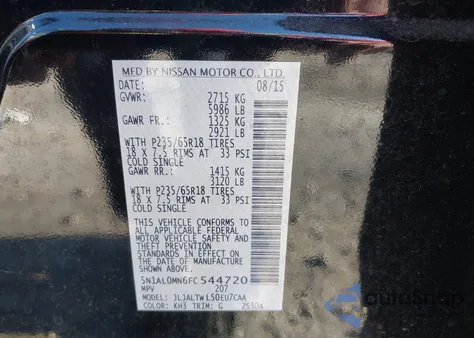 MFD BY NISSAN MOTOR CO., LTD.
DATE: 08/15
GVWR: 2715 KG
5986 LB
GAWR FR.: 1325 KG
2921 LB
WITH P235/65R18 TIRES
18 X 7.5 RIMS AT 33 PSI
COLD SINGLE
GAWR RR.: 1415 KG
3120 LB
WITH P235/65R18 TIRES
18 X 7.5 RIMS AT 33 PSI
COLD SINGLE
THIS VEHICLE CONFORMS TO
ALL APPLICABLE FEDERAL
MOTOR VEHICLE SAFETY
AND THEFT PREVENTION
STANDARDS IN EFFECT ON
THE DATE OF MANUFACTURE
SHOWN ABOVE.
5N1AL0MN6FC544720
MPV 207
MODEL: JLJALTWL50EU7CAA
COLOR: KH3 TRIM: G 2530A
AutoSnap